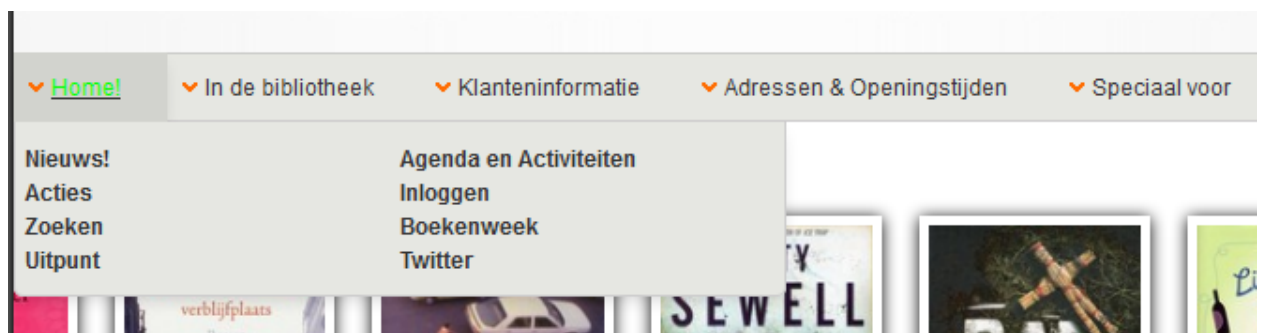 Home! In de bibliotheek Klanteninformatie Adressen & Openingstijden Speciaal voor
Nieuws! Agenda en Activiteiten
Acties Inloggen
Zoeken Boekenweek
Uitpunt Twitter
verblijfplaats
SEWELL